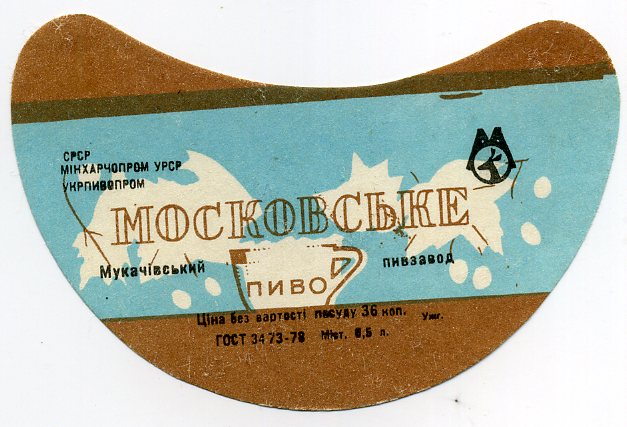 СРСР
МІНХАРЧОПРОМ УРСР
УКРПИВОПРОМ
МОСКОВСЬКЕ
Мукачівський пивзавод
ПИВО
Ціна без вартості посуду 36 коп. Ужг.
ГОСТ 3473-78 Міст. 0,5 л.